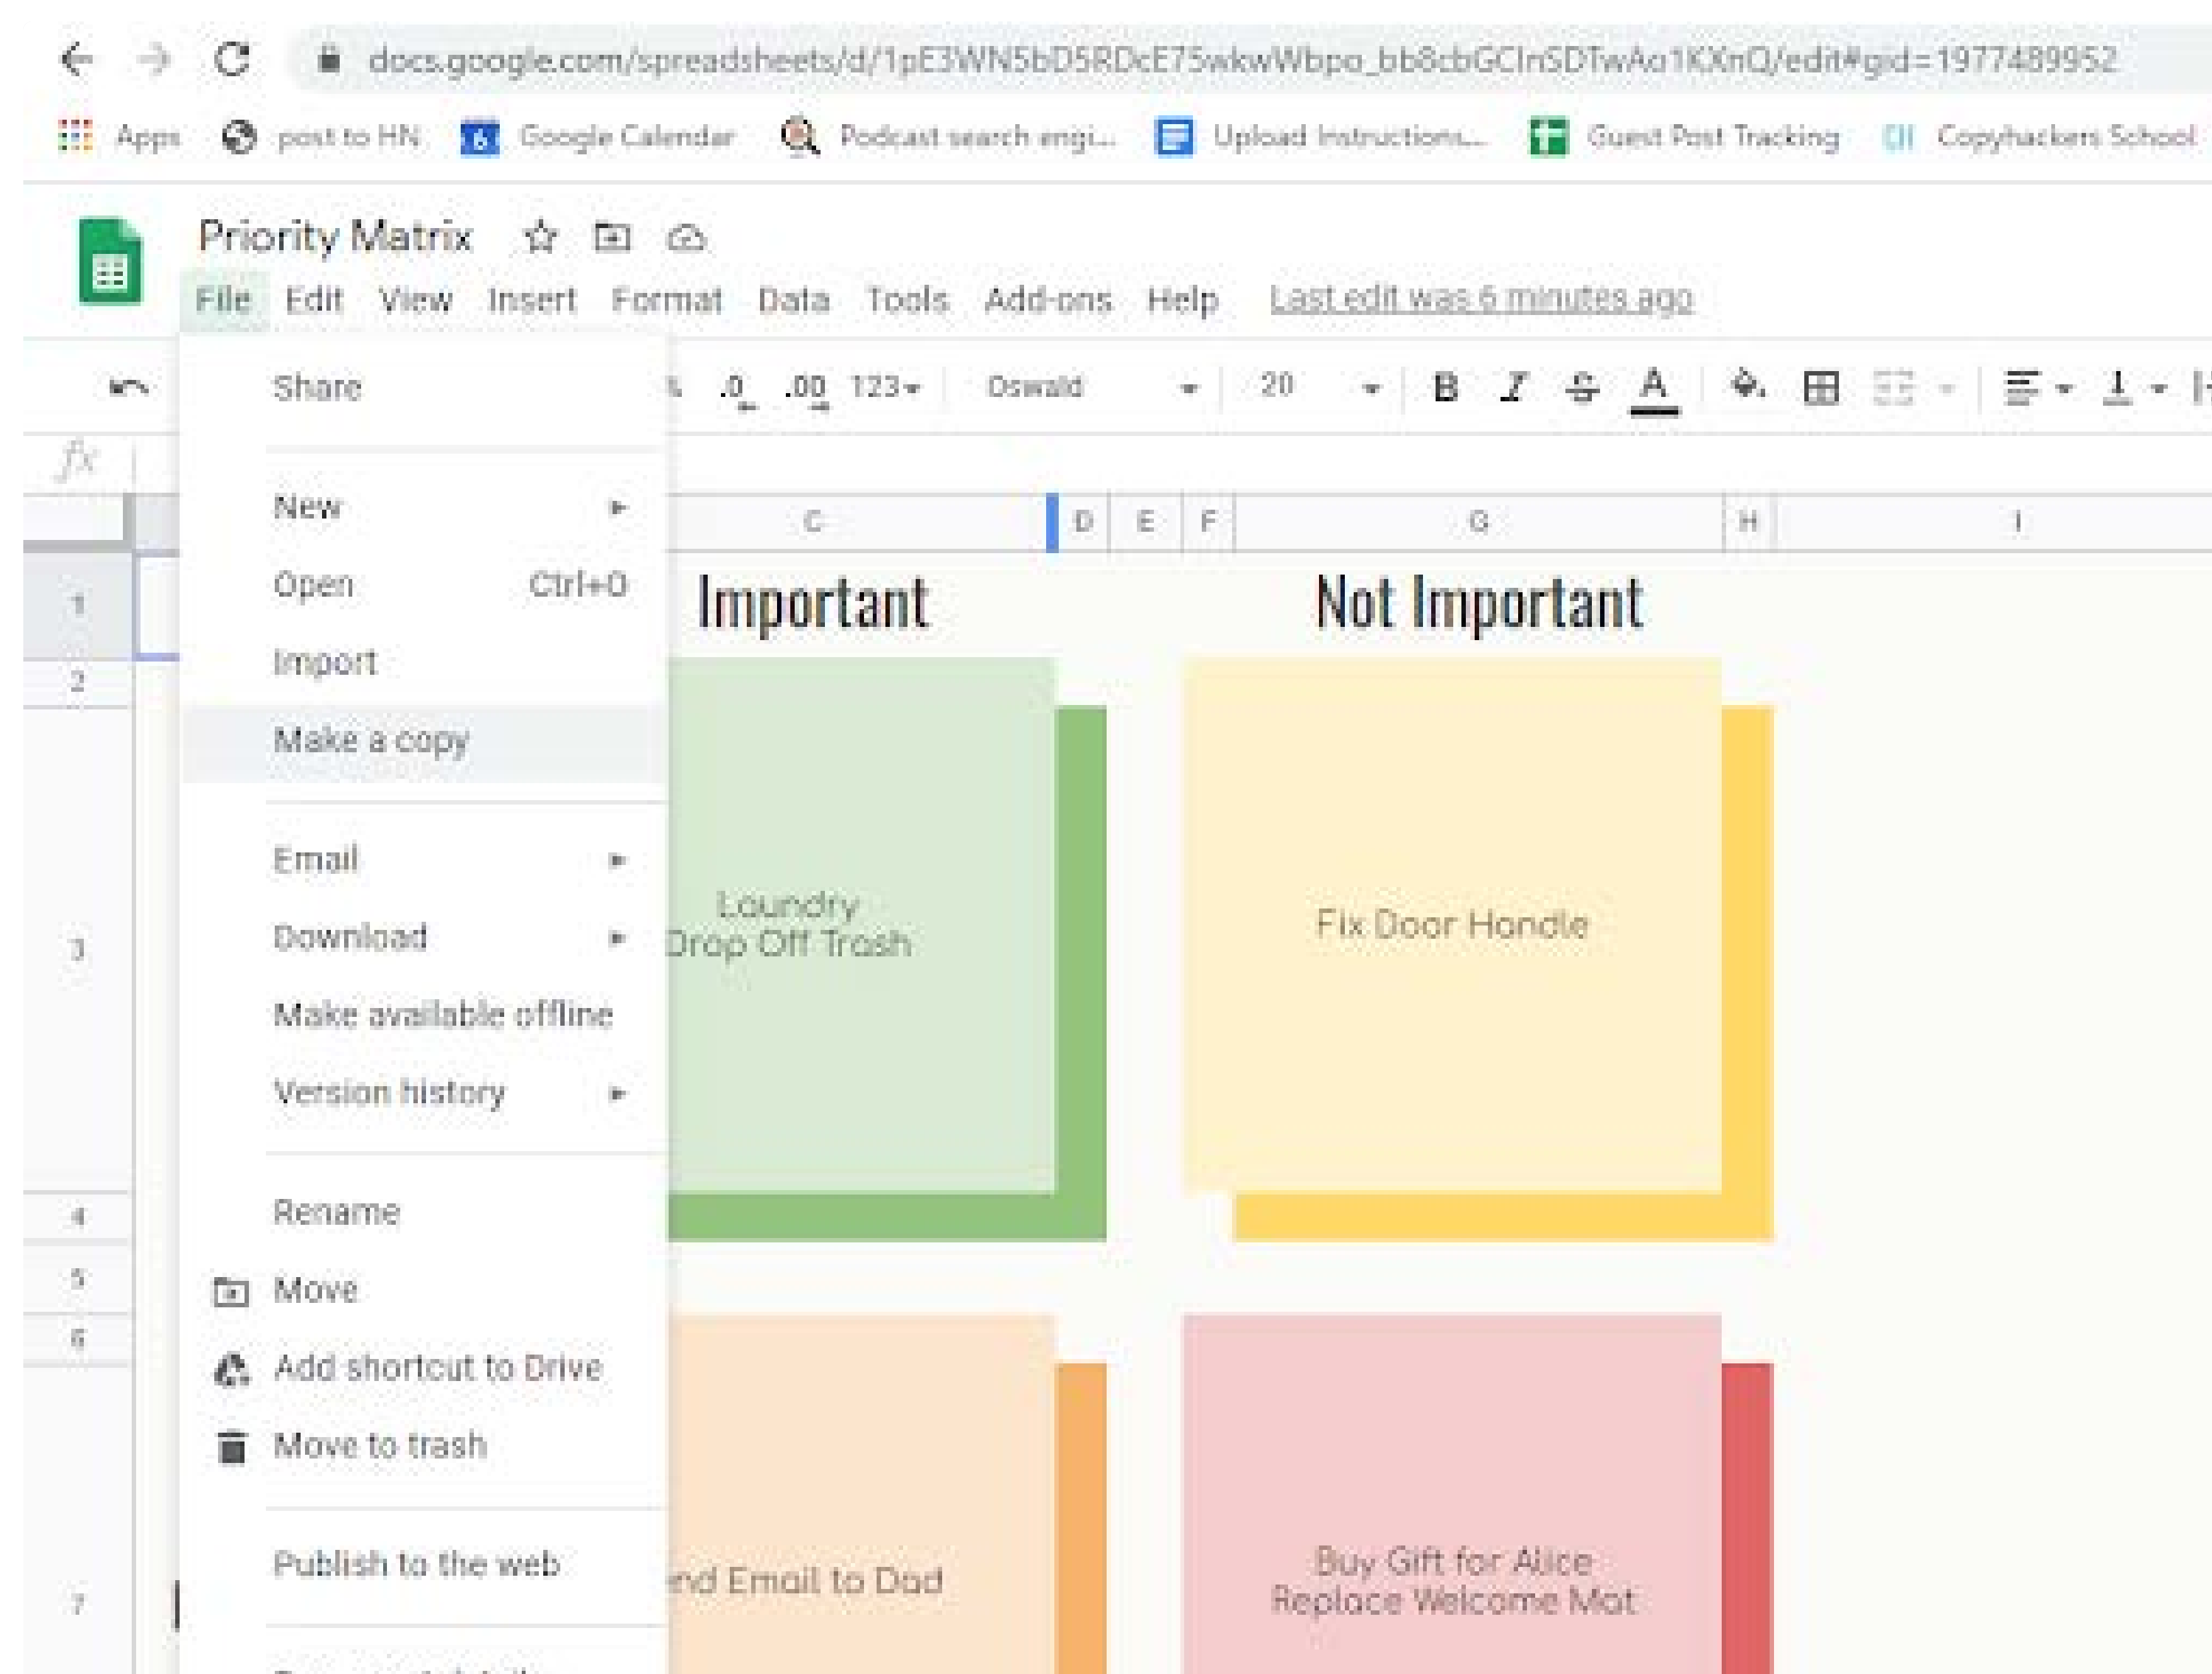 docs.google.com/spreadsheets/d/1pE3WN5bD5RDcE75wkwWbpo_bb8cbGCInSDTwAo1KXnQ/edit#gid=1977489952
Apps post to HN 6 Google Calendar Podcast search engi... Upload Instructions... Guest Post Tracking CH Copyhackers School
Priority Matrix
File Edit View Insert Format Data Tools Add-ons Help Last edit was 6 minutes ago
% .0 .00 123 Oswald 20 B I S A
fx
C D E F G H I
1 Important Not Important
2
3
4
5
6
7
Share
New
Open Ctrl+O
Import
Make a copy
Email
Download
Make available offline
Version history
Rename
Move
Add shortcut to Drive
Move to trash
Publish to the web
Laundry
Drop Off Trash
Fix Door Handle
nd Email to Dad
Buy Gift for Alice
Replace Welcome Mat